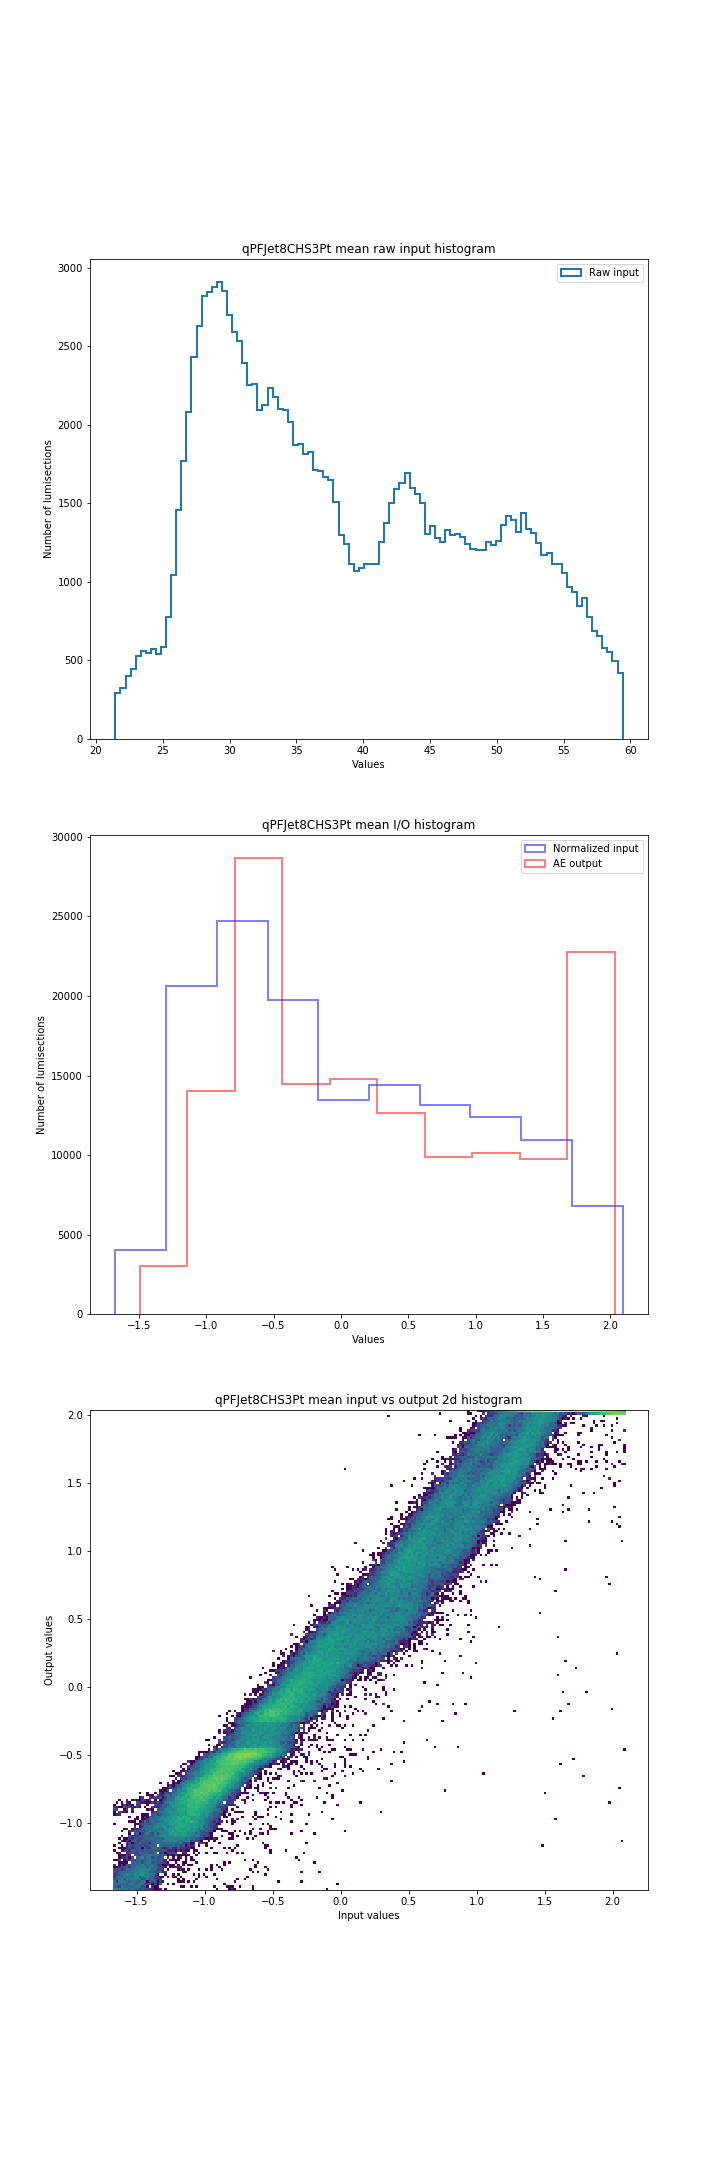 qPFJet8CHS3Pt mean raw input histogram
Raw input
3000
2500
2000
1500
1000
500
0
Number of lumisections
20 25 30 35 40 45 50 55 60
Values
qPFJet8CHS3Pt mean I/O histogram
Normalized input
AE output
30000
25000
20000
15000
10000
5000
0
Number of lumisections
−1.5 −1.0 −0.5 0.0 0.5 1.0 1.5 2.0
Values
qPFJet8CHS3Pt mean input vs output 2d histogram
2.0
1.5
1.0
0.5
0.0
−0.5
−1.0
Output values
−1.5 −1.0 −0.5 0.0 0.5 1.0 1.5 2.0
Input values